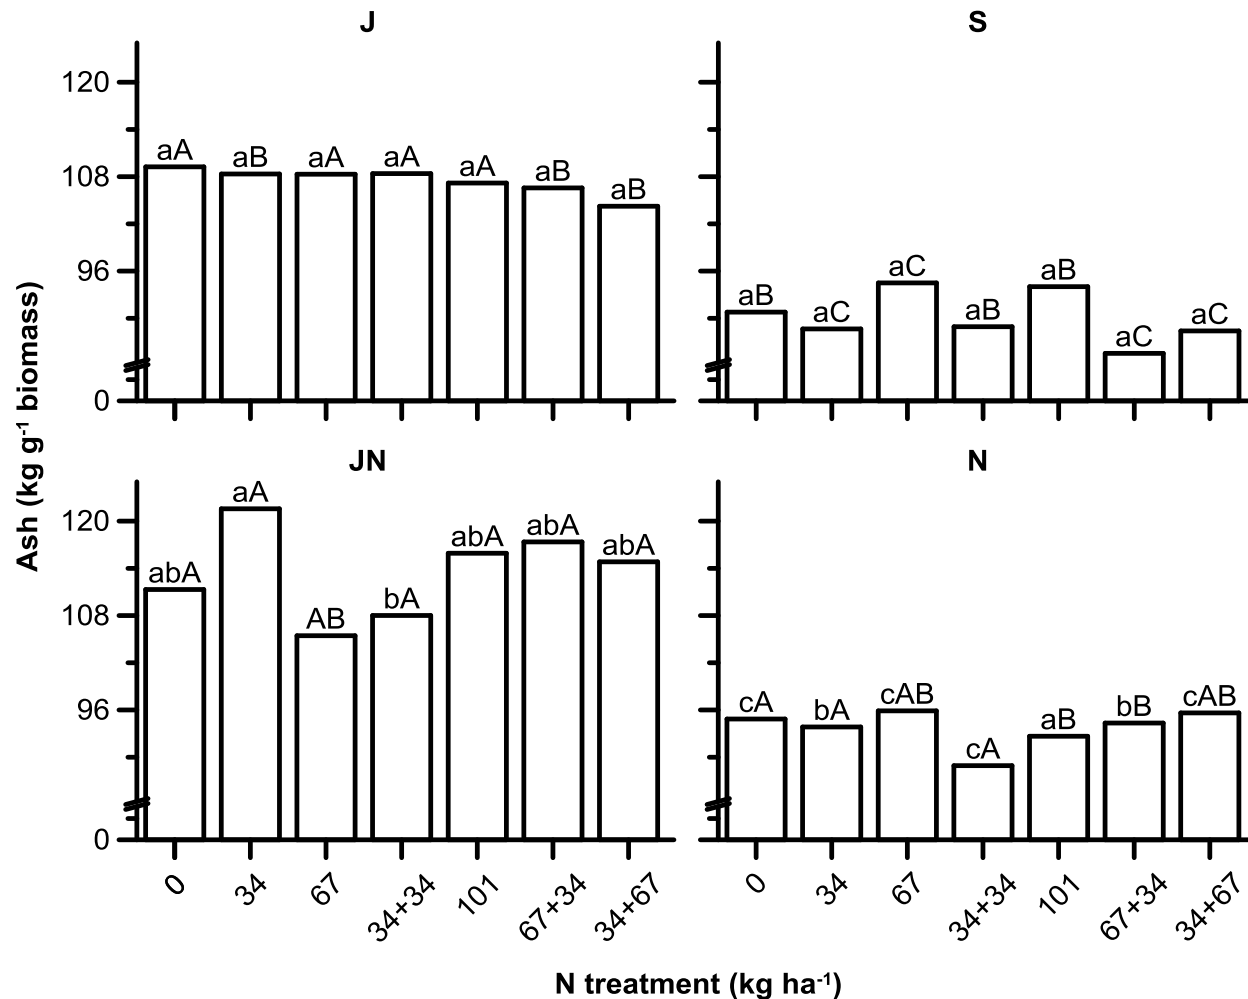 J
S
120
108
96
0
aA
aB
aA
aA
aA
aB
aB
aB
aC
aC
aB
aB
aC
aC
Ash (kg g⁻¹ biomass)
JN
N
120
108
96
0
abA
aA
AB
bA
abA
abA
abA
cA
bA
cAB
cA
aB
bB
cAB
0
34
67
34+34
101
67+34
34+67
0
34
67
34+34
101
67+34
34+67
N treatment (kg ha⁻¹)